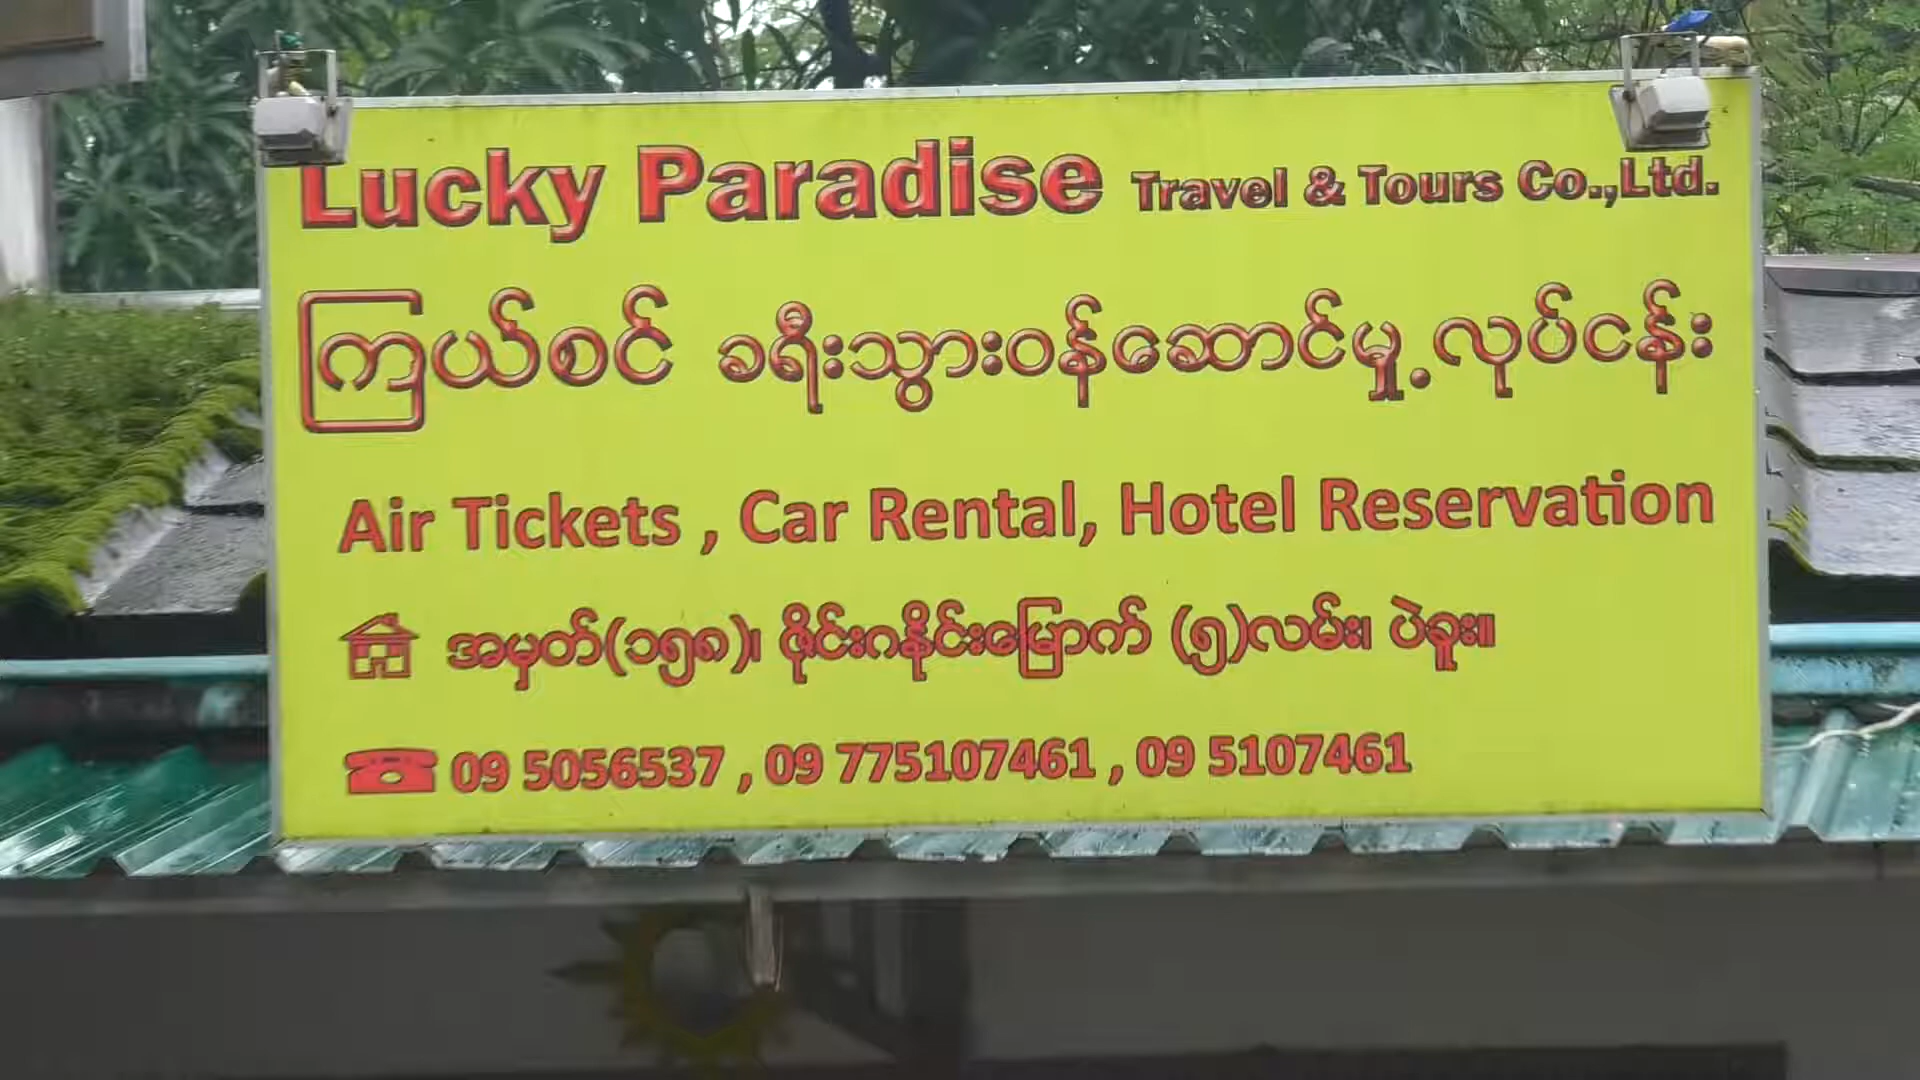 Lucky Paradise Travel & Tours Co.,Ltd.
ကြယ်စင် ခရီးသွားဝန်ဆောင်မှု့လုပ်ငန်း
Air Tickets , Car Rental, Hotel Reservation
အမှတ်(၁၅၈)၊ ဇိုင်းဂနိုင်းမြောက် (၅)လမ်း၊ ပဲခူး။
09 5056537 , 09 775107461 , 09 5107461